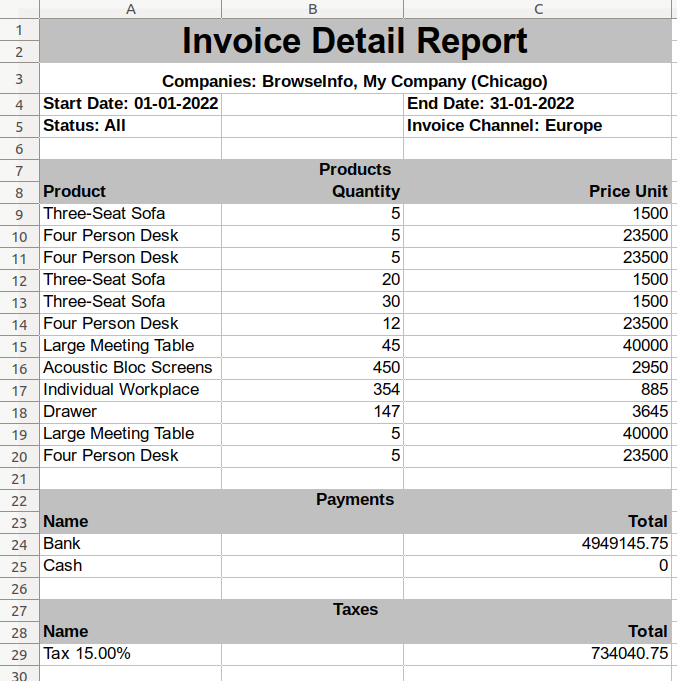 A B C
1 Invoice Detail Report
2
3 Companies: BrowseInfo, My Company (Chicago)
4 Start Date: 01-01-2022 End Date: 31-01-2022
5 Status: All Invoice Channel: Europe
6
7 Products
8 Product Quantity Price Unit
9 Three-Seat Sofa 5 1500
10 Four Person Desk 5 23500
11 Four Person Desk 5 23500
12 Three-Seat Sofa 20 1500
13 Three-Seat Sofa 30 1500
14 Four Person Desk 12 23500
15 Large Meeting Table 45 40000
16 Acoustic Bloc Screens 450 2950
17 Individual Workplace 354 885
18 Drawer 147 3645
19 Large Meeting Table 5 40000
20 Four Person Desk 5 23500
21
22 Payments
23 Name Total
24 Bank 4949145.75
25 Cash 0
26
27 Taxes
28 Name Total
29 Tax 15.00% 734040.75
30